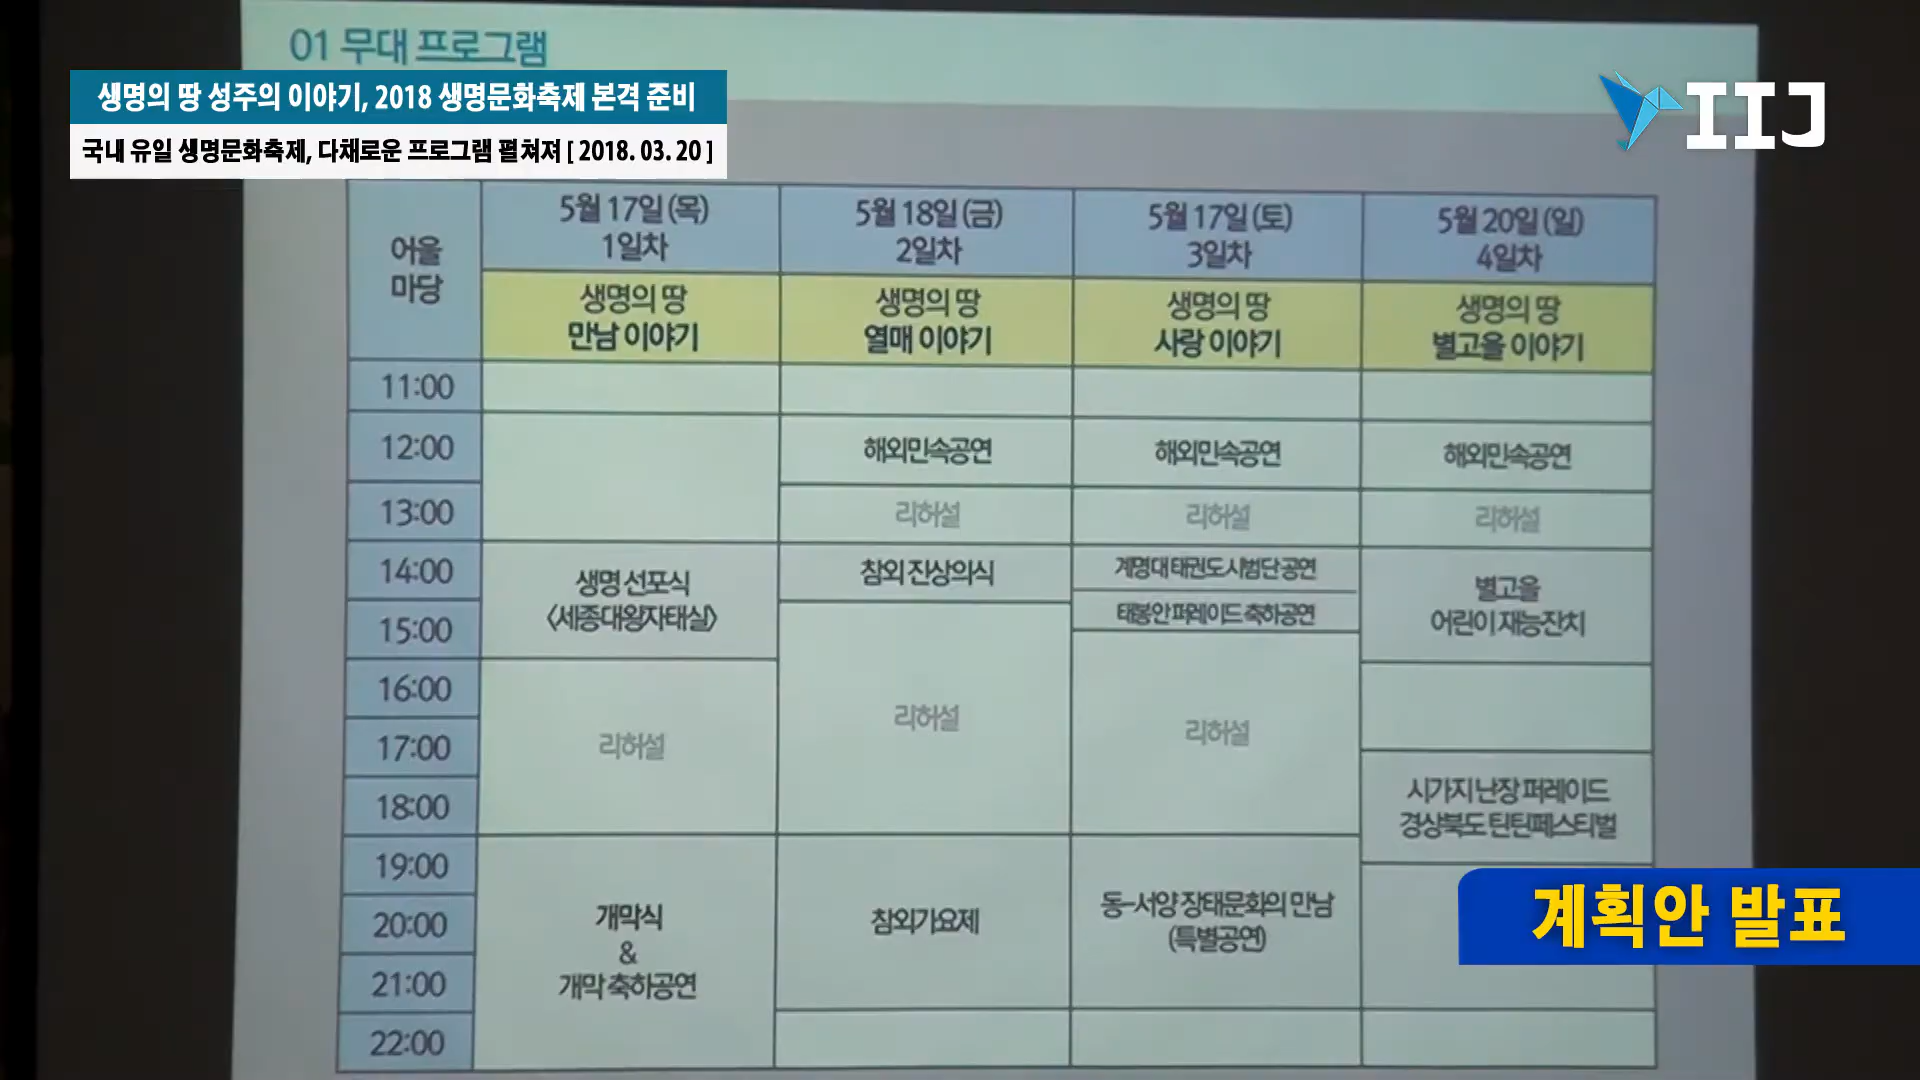 01 무대 프로그램
생명의 땅 성주의 이야기, 2018 생명문화축제 본격 준비
국내 유일 생명문화축제, 다채로운 프로그램 펼쳐져 [ 2018. 03. 20 ]
IIJ
어울
마당
5월 17일 (목)
1일차
5월 18일 (금)
2일차
5월 17일 (토)
3일차
5월 20일 (일)
4일차
생명의 땅
만남 이야기
생명의 땅
열매 이야기
생명의 땅
사랑 이야기
생명의 땅
별고을 이야기
11:00
12:00
해외민속공연
해외민속공연
해외민속공연
13:00
리허설
리허설
리허설
14:00
15:00
생명 선포식
<세종대왕자태실>
참외 진상의식
계명대 태권도 시범단 공연
태봉안 퍼레이드 축하공연
별고을
어린이 재능잔치
16:00
17:00
18:00
리허설
리허설
리허설
시가지 난장 퍼레이드
경상북도 틴틴페스티벌
19:00
20:00
21:00
22:00
개막식
&
개막 축하공연
참외가요제
동-서양 장태문화의 만남
(특별공연)
계획안 발표